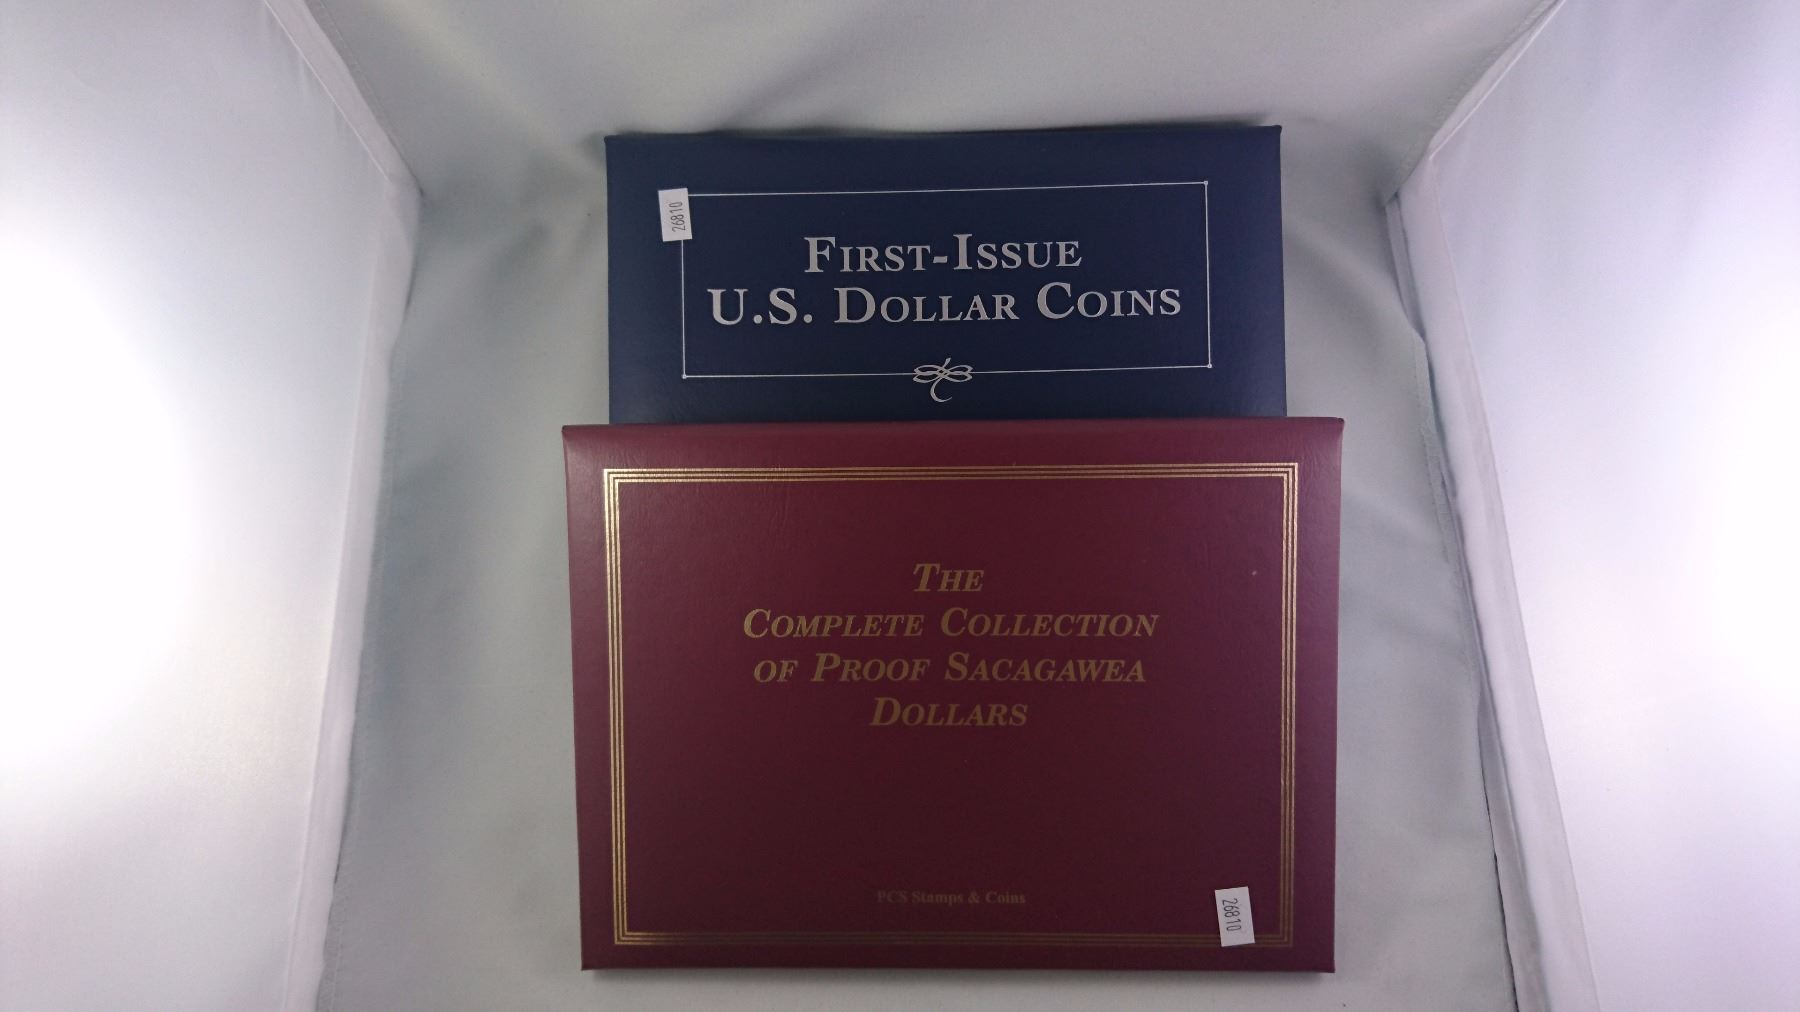 26810
FIRST-ISSUE
U.S. DOLLAR COINS
THE
COMPLETE COLLECTION
OF PROOF SACAGAWEA
DOLLARS
PCS Stamps & Coins
26810